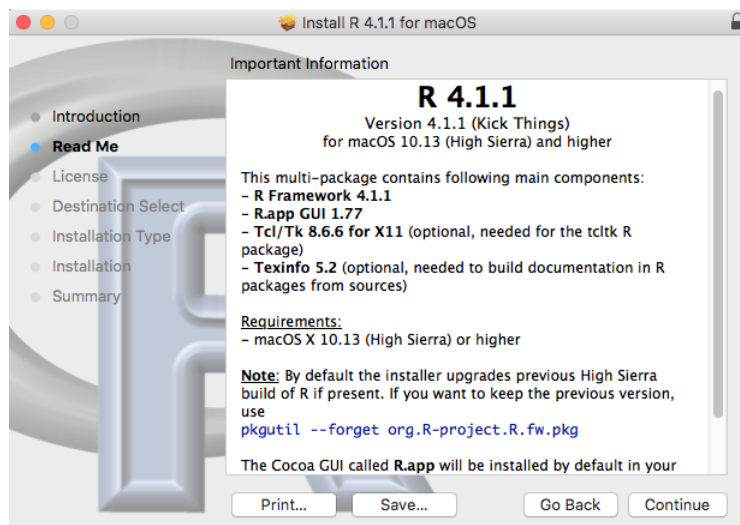 Install R 4.1.1 for macOS
Important Information
Introduction
Read Me
License
Destination Select
Installation Type
Installation
Summary
R 4.1.1
Version 4.1.1 (Kick Things)
for macOS 10.13 (High Sierra) and higher
This multi-package contains following main components:
- R Framework 4.1.1
- R.app GUI 1.77
- Tcl/Tk 8.6.6 for X11 (optional, needed for the tcltk R
package)
- Texinfo 5.2 (optional, needed to build documentation in R
packages from sources)
Requirements:
- macOS X 10.13 (High Sierra) or higher
Note: By default the installer upgrades previous High Sierra
build of R if present. If you want to keep the previous version,
use
pkgutil --forget org.R-project.R.fw.pkg
The Cocoa GUI called R.app will be installed by default in your
Print... Save... Go Back Continue